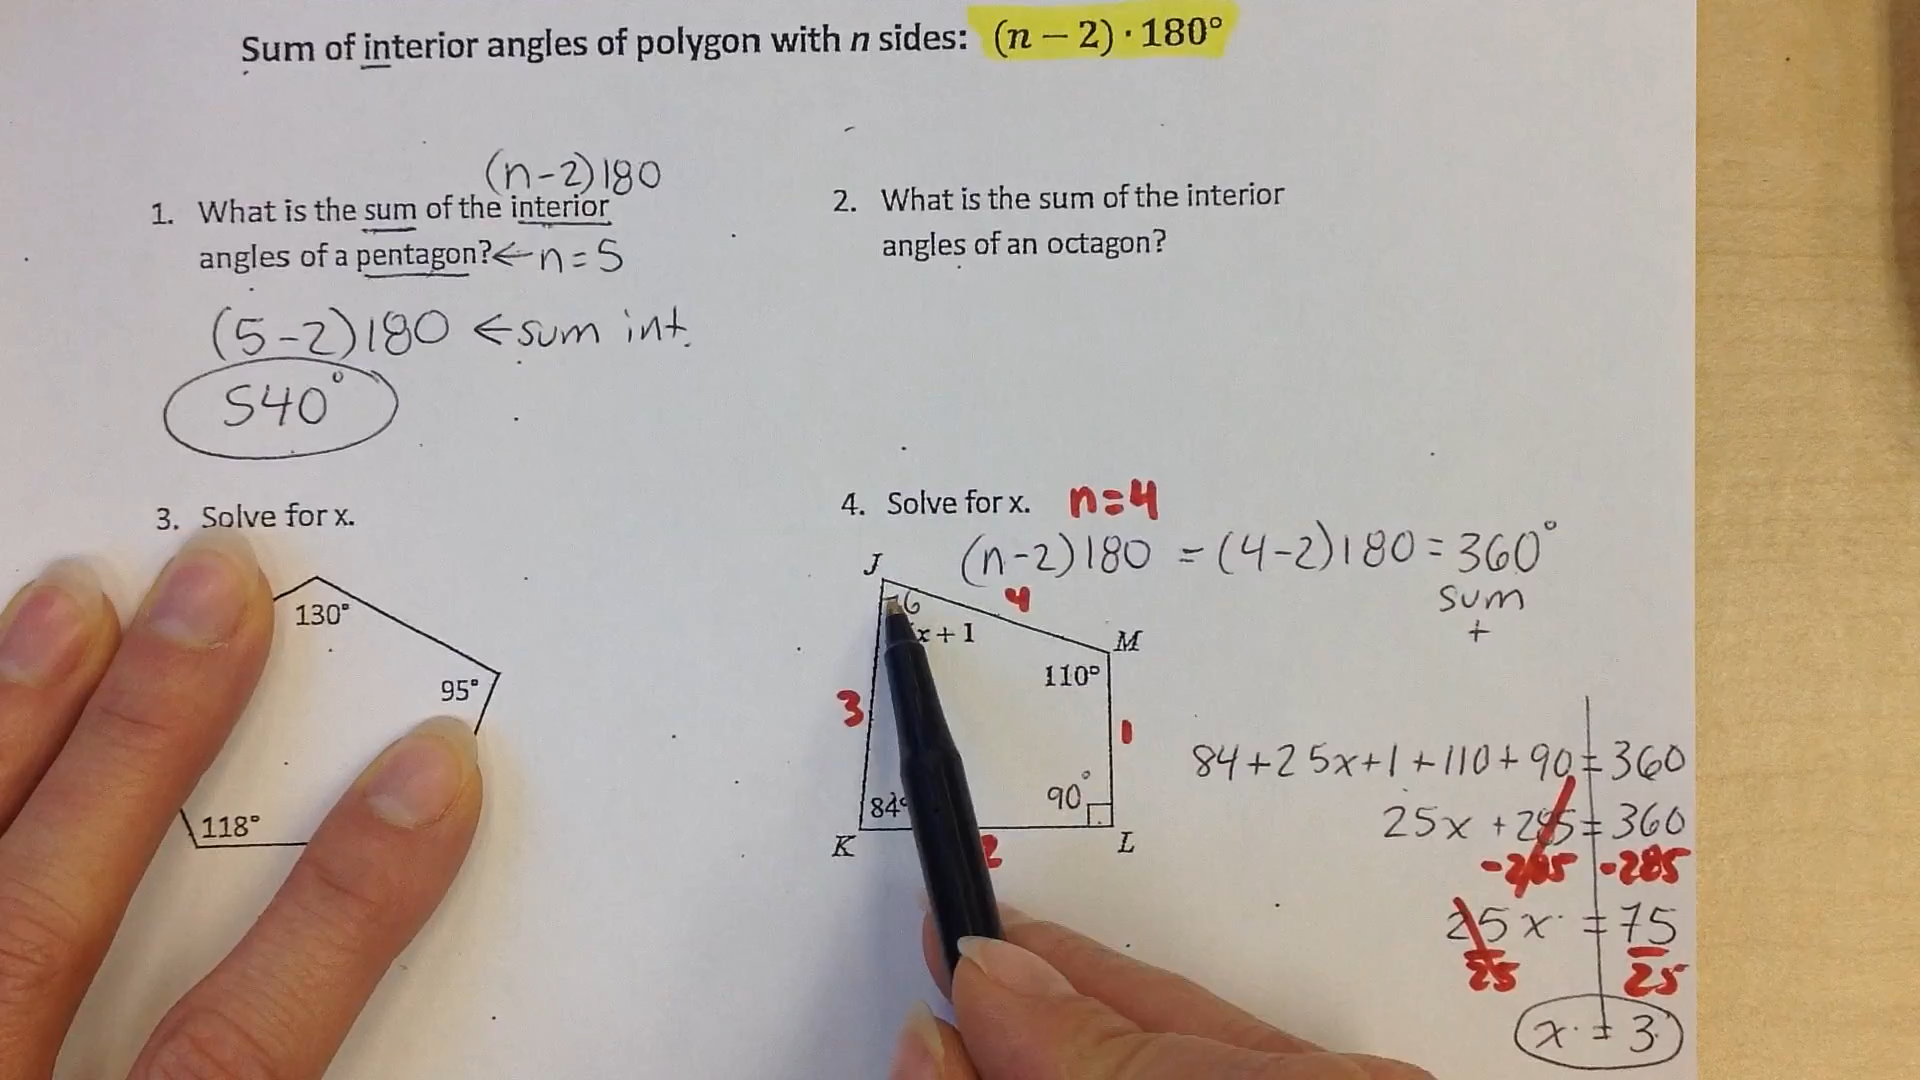 Sum of interior angles of polygon with n sides: (n − 2) · 180°
(n-2)180
1. What is the sum of the interior
angles of a pentagon? ← n = 5
(5-2)180 ← sum int.
540°
2. What is the sum of the interior
angles of an octagon?
3. Solve for x.
130°
95°
118°
4. Solve for x. n=4
(n-2)180 = (4-2)180 = 360°
sum
+
J
4
x + 1
M
110°
3
1
84°
90°
K
2
L
84+25x+1+110+90 = 360
25x + 285 = 360
-285 -285
25x = 75
25 25
x = 3